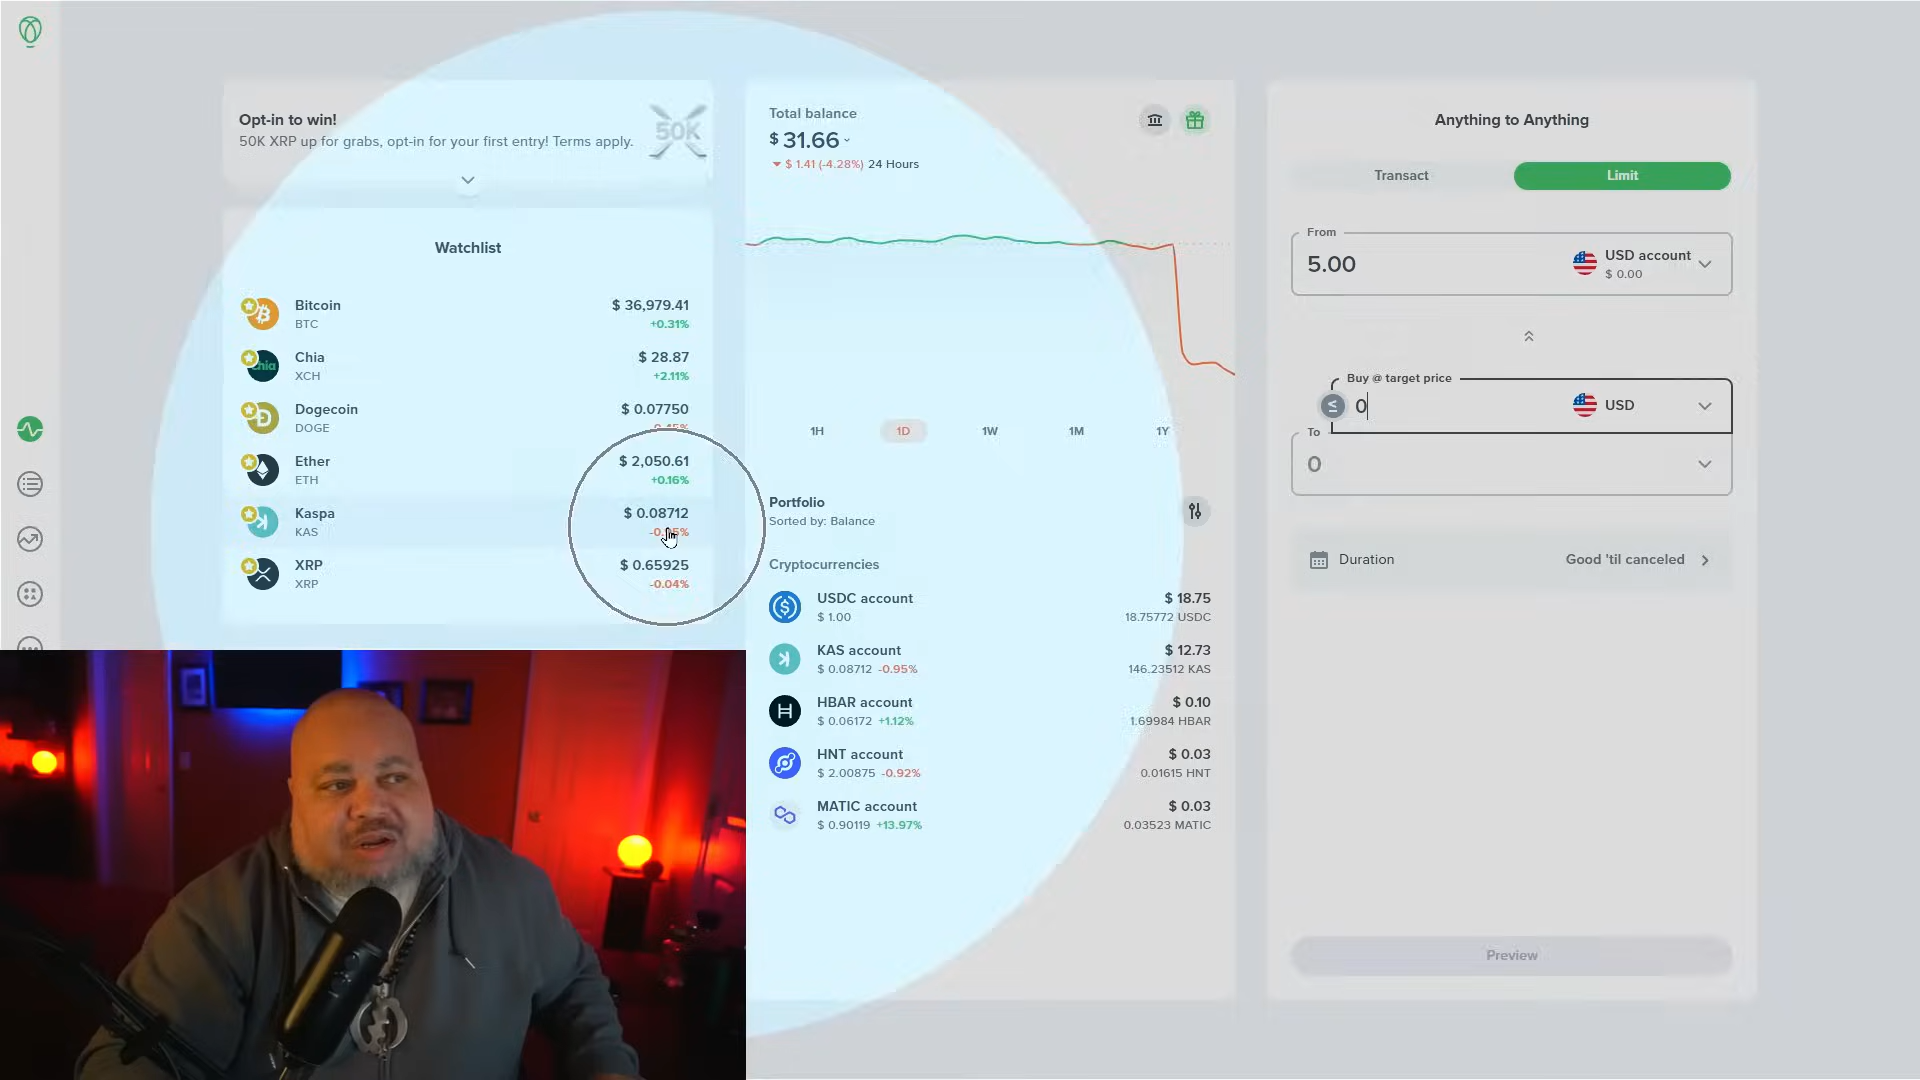 Opt-in to win!
50K XRP up for grabs, opt-in for your first entry! Terms apply.
50K
Watchlist
Bitcoin
BTC
$ 36,979.41
+0.31%
Chia
XCH
$ 28.87
+2.11%
Dogecoin
DOGE
$ 0.07750
Ether
ETH
$ 2,050.61
+0.16%
Kaspa
KAS
$ 0.08712
XRP
XRP
$ 0.65925
-0.04%
Total balance
$ 31.66
$ 1.41 (-4.28%) 24 Hours
1H 1D 1W 1M 1Y
Portfolio
Sorted by: Balance
Cryptocurrencies
USDC account
$ 1.00
$ 18.75
18.75772 USDC
KAS account
$ 0.08712 -0.95%
$ 12.73
146.23512 KAS
HBAR account
$ 0.06172 +1.12%
$ 0.10
1.69984 HBAR
HNT account
$ 2.00875 -0.92%
$ 0.03
0.01615 HNT
MATIC account
$ 0.90119 +13.97%
$ 0.03
0.03523 MATIC
Anything to Anything
Transact Limit
From
5.00
USD account
$ 0.00
Buy @ target price
≤ 0
USD
To
0
Duration Good 'til canceled
Preview